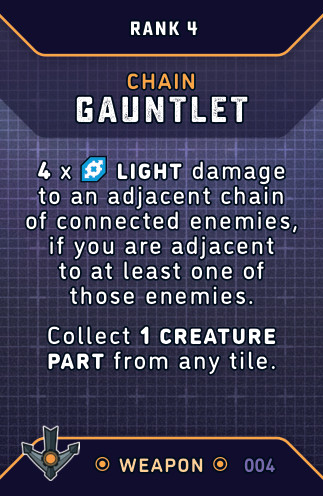 RANK 4
CHAIN
GAUNTLET
4 x LIGHT damage
to an adjacent chain
of connected enemies,
if you are adjacent
to at least one of
those enemies.
Collect 1 CREATURE
PART from any tile.
WEAPON 004